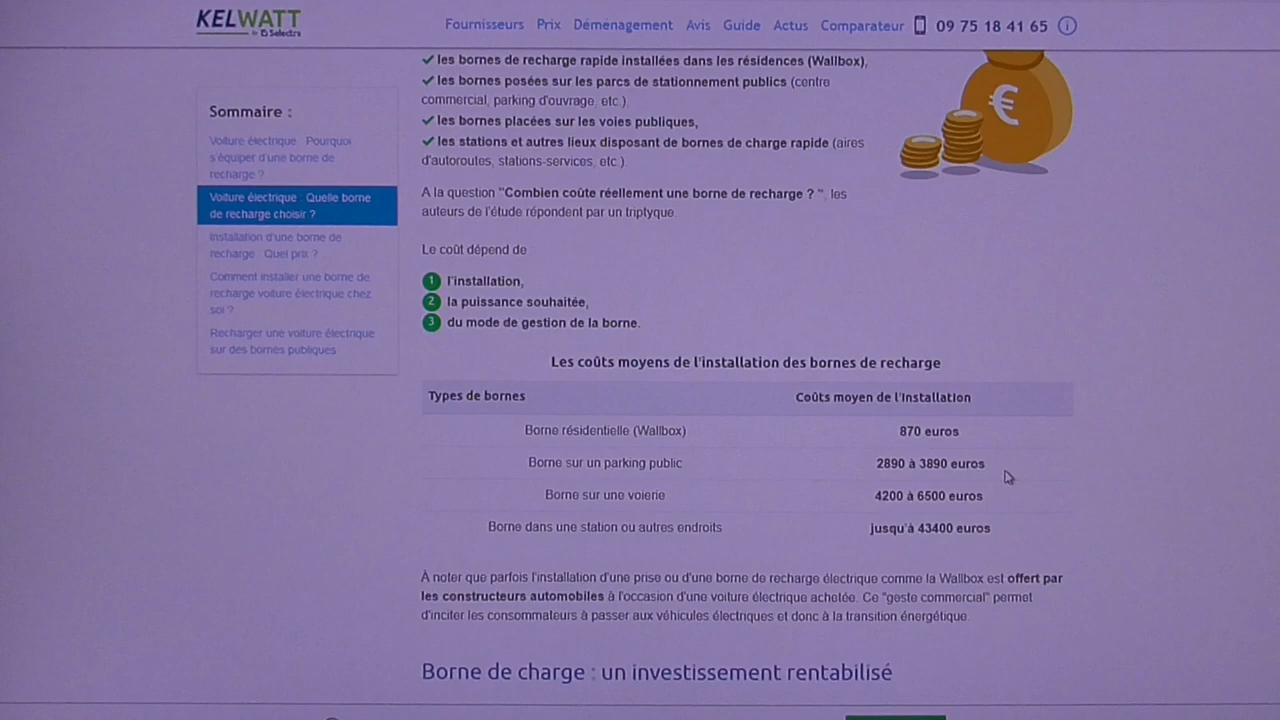 KELWATT
by Selectra
Fournisseurs Prix Déménagement Avis Guide Actus Comparateur 09 75 18 41 65
Sommaire :
Voiture électrique : Pourquoi
s'équiper d'une borne de
recharge ?
Voiture électrique : Quelle borne
de recharge choisir ?
Installation d'une borne de
recharge : Quel prix ?
Comment installer une borne de
recharge voiture électrique chez
soi ?
Recharger une voiture électrique
sur des bornes publiques
les bornes de recharge rapide installées dans les résidences (Wallbox),
les bornes posées sur les parcs de stationnement publics (centre
commercial, parking d'ouvrage, etc.),
les bornes placées sur les voies publiques,
les stations et autres lieux disposant de bornes de charge rapide (aires
d'autoroutes, stations-services, etc.).
€
A la question "Combien coûte réellement une borne de recharge ? ", les
auteurs de l'étude répondent par un triptyque.
Le coût dépend de
1 l'installation,
2 la puissance souhaitée,
3 du mode de gestion de la borne.
Les coûts moyens de l'installation des bornes de recharge
Types de bornes Coûts moyen de l'installation
Borne résidentielle (Wallbox) 870 euros
Borne sur un parking public 2890 à 3890 euros
Borne sur une voierie 4200 à 6500 euros
Borne dans une station ou autres endroits jusqu'à 43400 euros
À noter que parfois l'installation d'une prise ou d'une borne de recharge électrique comme la Wallbox est offert par
les constructeurs automobiles à l'occasion d'une voiture électrique achetée. Ce "geste commercial" permet
d'inciter les consommateurs à passer aux véhicules électriques et donc à la transition énergétique.
Borne de charge : un investissement rentabilisé